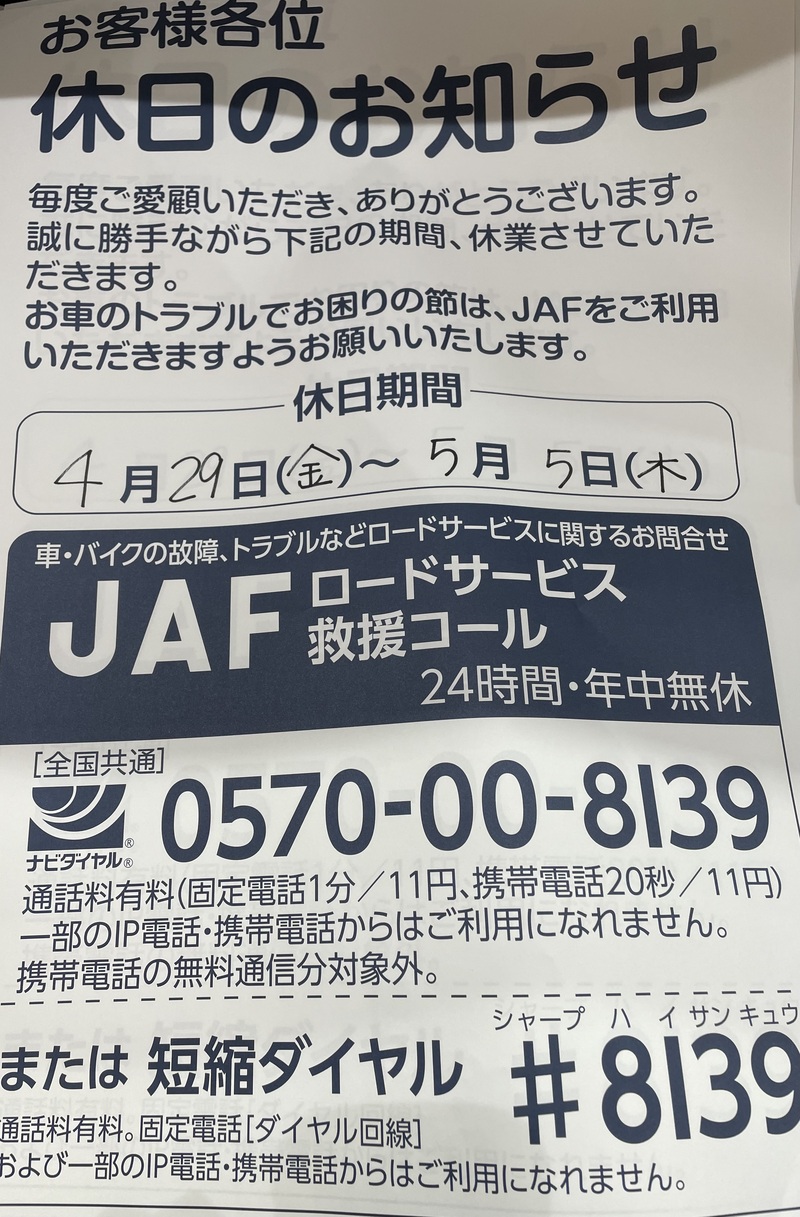 お客様各位
休日のお知らせ
毎度ご愛顧いただき、ありがとうございます。
誠に勝手ながら下記の期間、休業させていた
だきます。
お車のトラブルでお困りの節は、JAFをご利用
いただきますようお願いいたします。
休日期間
4月29日(金)～5月5日(木)
車・バイクの故障、トラブルなどロードサービスに関するお問合せ
JAF ロードサービス
救援コール
24時間・年中無休
[全国共通]
0570-00-8139
ナビダイヤル®
通話料有料(固定電話1分／11円、携帯電話20秒／11円)
一部のIP電話・携帯電話からはご利用になれません。
携帯電話の無料通信分対象外。
シャープ ハイ サンキュウ
または 短縮ダイヤル #8139
通話料有料。固定電話[ダイヤル回線]
および一部のIP電話・携帯電話からはご利用になれません。